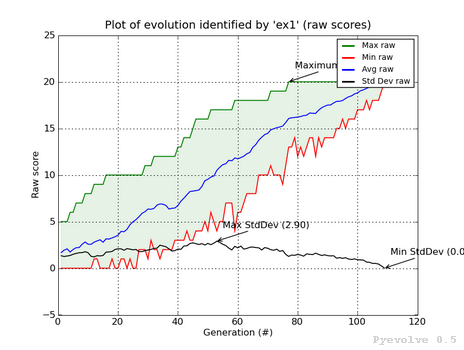 Plot of evolution identified by 'ex1' (raw scores)
25
20
15
10
5
0
−5
Raw score
Maximum
Max raw
Min raw
Avg raw
Std Dev raw
Max StdDev (2.90)
Min StdDev (0.0
0
20
40
60
80
100
120
Generation (#)
Pyevolve 0.5